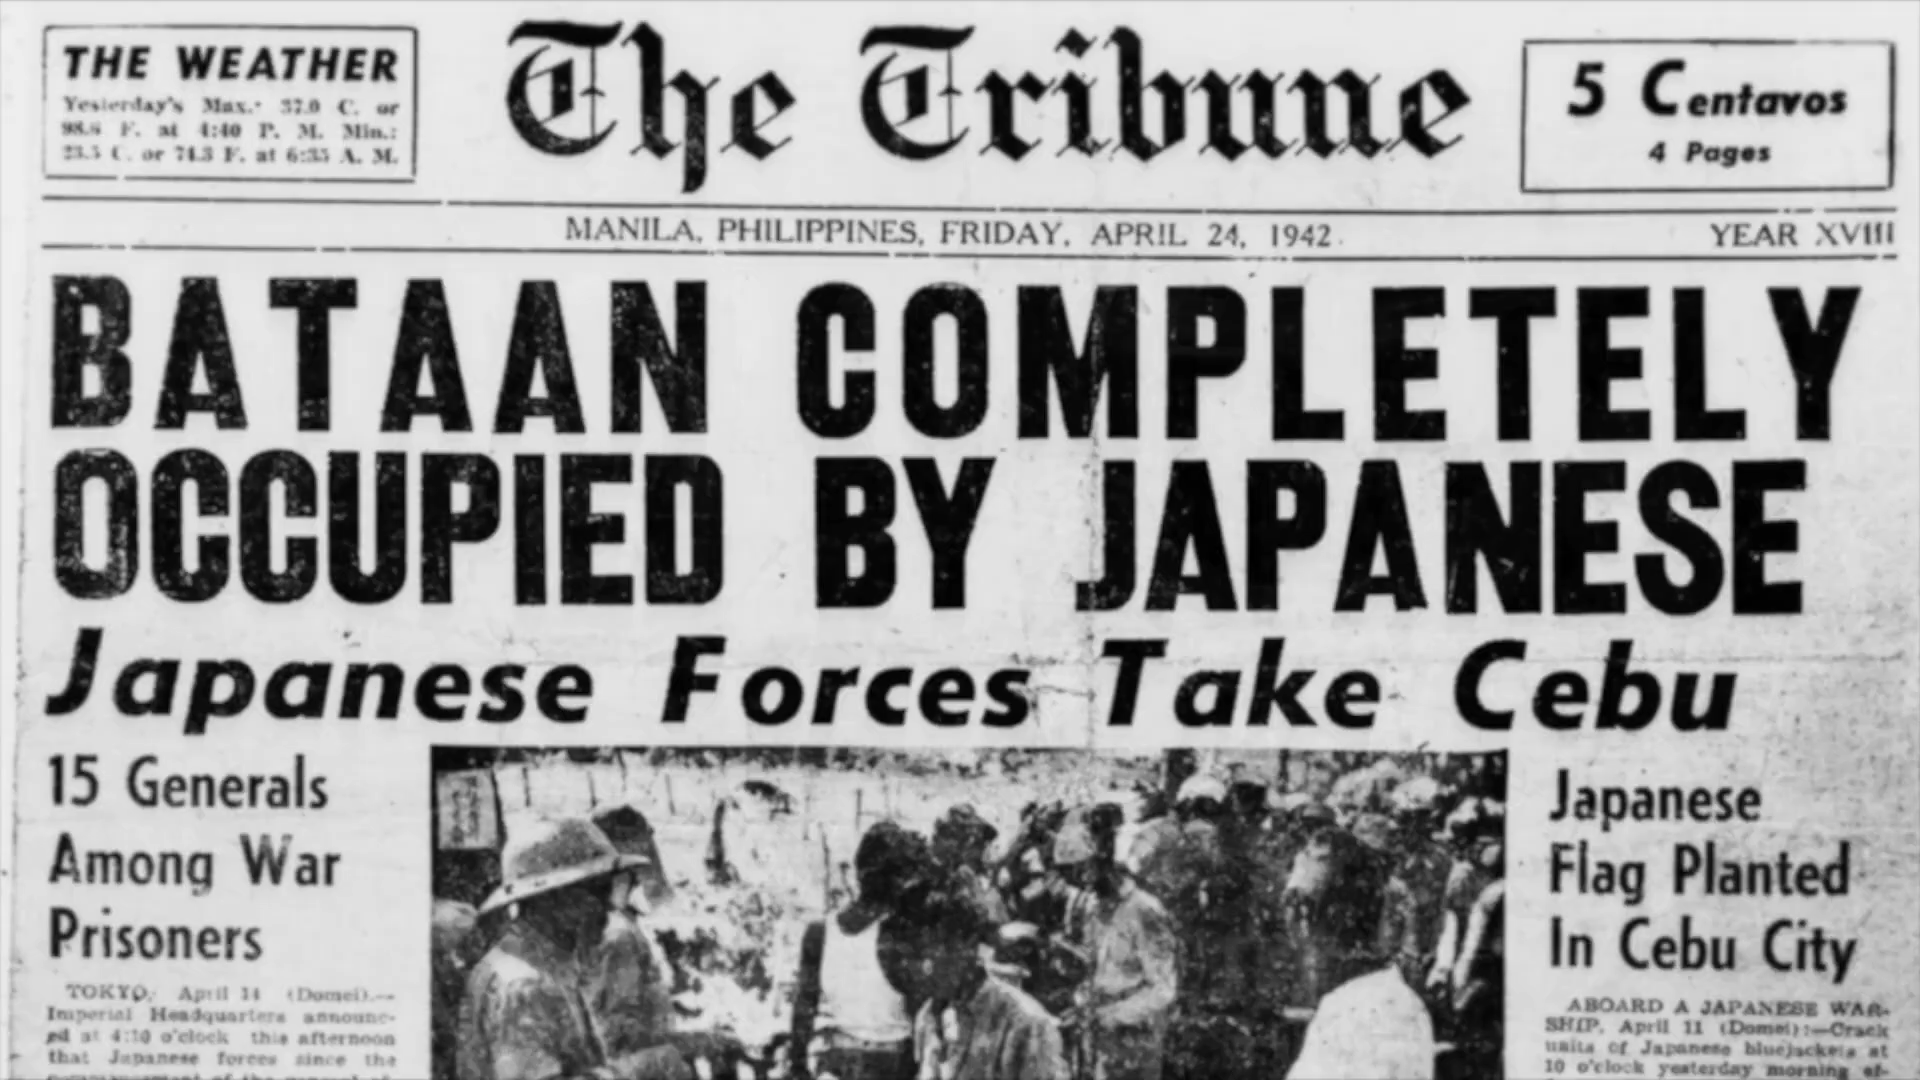 THE WEATHER
Yesterday's Max.: 37.0 C. or
98.6 F. at 4:40 P. M. Min.:
23.5 C. or 74.3 F. at 6:35 A. M.
The Tribune
5 Centavos
4 Pages
MANILA, PHILIPPINES, FRIDAY, APRIL 24, 1942
YEAR XVIII
BATAAN COMPLETELY
OCCUPIED BY JAPANESE
Japanese Forces Take Cebu
15 Generals
Among War
Prisoners
TOKYO, April 14 (Domei).—
Imperial Headquarters announc-
ed at 4:10 o'clock this afternoon
that Japanese forces since the
Japanese
Flag Planted
In Cebu City
ABOARD A JAPANESE WAR-
SHIP, April 11 (Domei):—Crack
units of Japanese bluejackets at
10 o'clock yesterday morning ef-